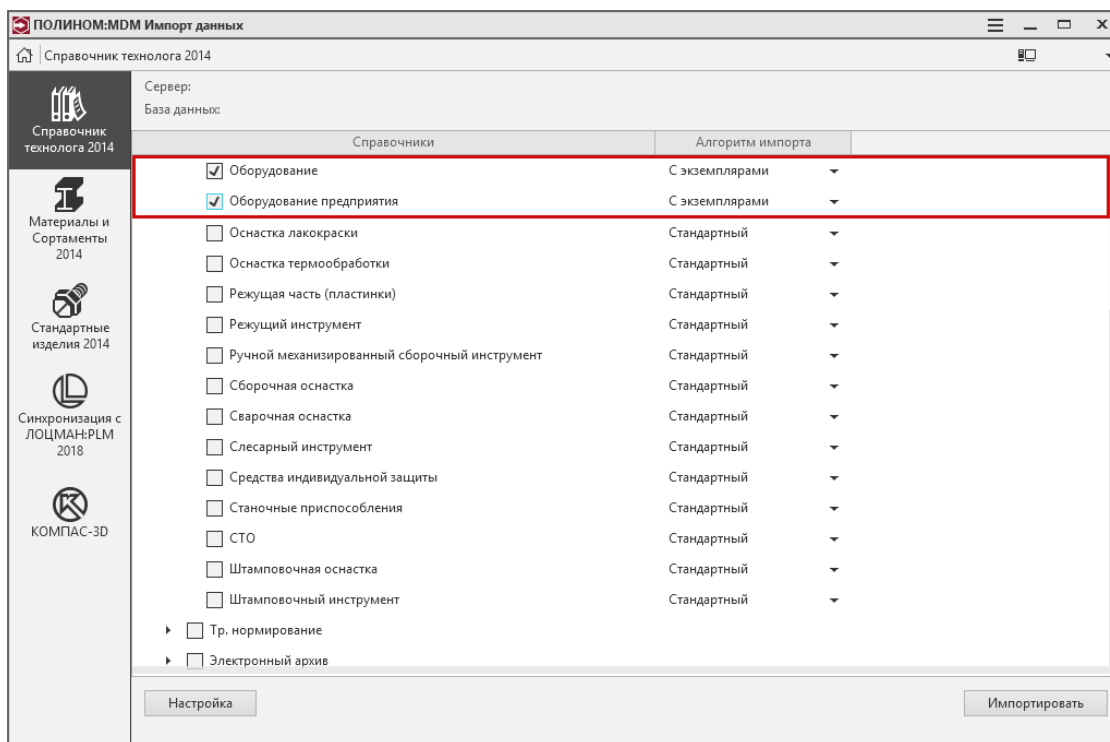 ПОЛИНОМ:MDM Импорт данных
Справочник технолога 2014
Справочник
технолога 2014
Материалы и
Сортаменты
2014
Стандартные
изделия 2014
Синхронизация с
ЛОЦМАН:PLM
2018
КОМПАС-3D
Сервер:
База данных:
Справочники Алгоритм импорта
Оборудование С экземплярами
Оборудование предприятия С экземплярами
Оснастка лакокраски Стандартный
Оснастка термообработки Стандартный
Режущая часть (пластинки) Стандартный
Режущий инструмент Стандартный
Ручной механизированный сборочный инструмент Стандартный
Сборочная оснастка Стандартный
Сварочная оснастка Стандартный
Слесарный инструмент Стандартный
Средства индивидуальной защиты Стандартный
Станочные приспособления Стандартный
СТО Стандартный
Штамповочная оснастка Стандартный
Штамповочный инструмент Стандартный
Тр. нормирование
Электронный архив
Настройка Импортировать